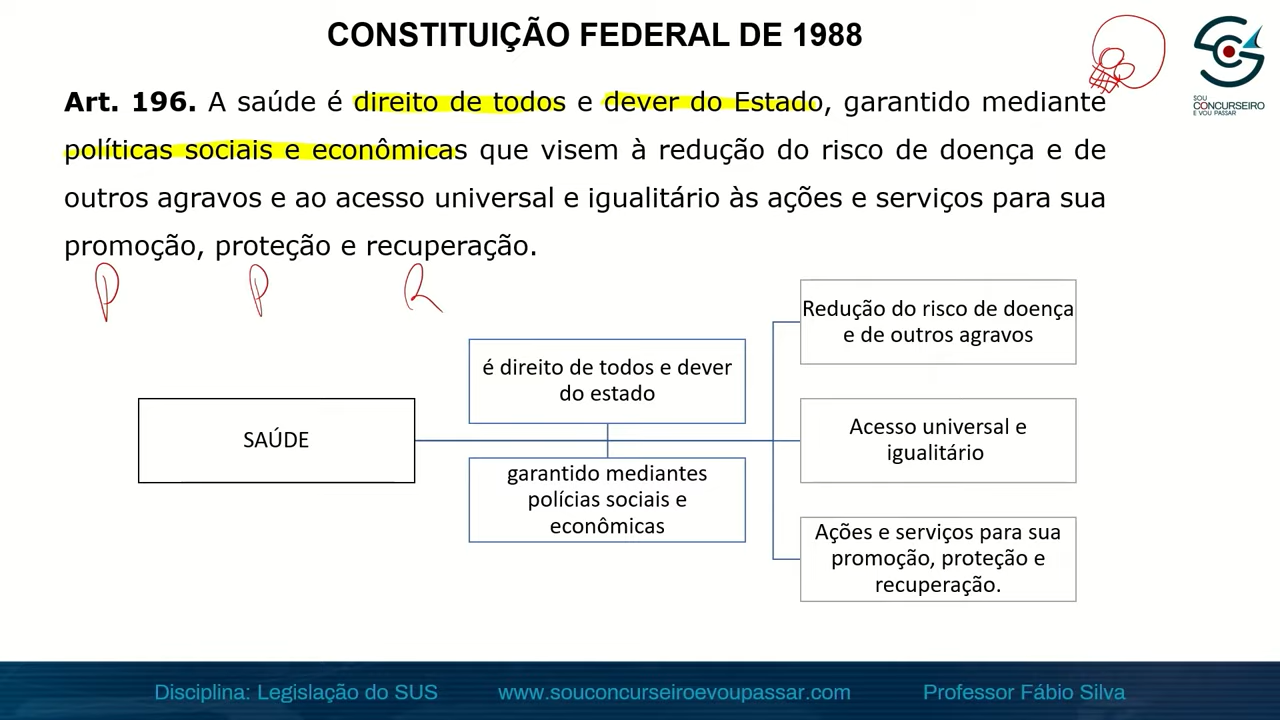 CONSTITUIÇÃO FEDERAL DE 1988
SOU
CONCURSEIRO
E VOU PASSAR
Art. 196. A saúde é direito de todos e dever do Estado, garantido mediante
políticas sociais e econômicas que visem à redução do risco de doença e de
outros agravos e ao acesso universal e igualitário às ações e serviços para sua
promoção, proteção e recuperação.
P P R
SAÚDE
é direito de todos e dever
do estado
garantido mediantes
polícias sociais e
econômicas
Redução do risco de doença
e de outros agravos
Acesso universal e
igualitário
Ações e serviços para sua
promoção, proteção e
recuperação.
Disciplina: Legislação do SUS www.souconcurseiroevoupassar.com Professor Fábio Silva